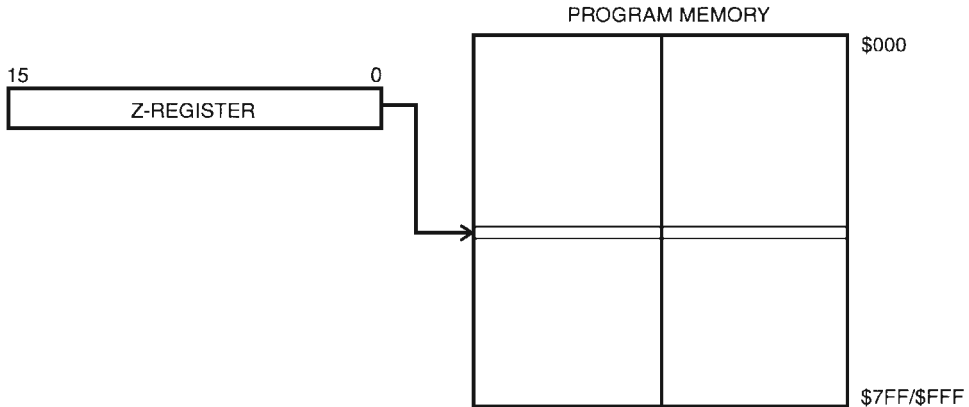 PROGRAM MEMORY
$000
15 0
Z-REGISTER
$7FF/$FFF